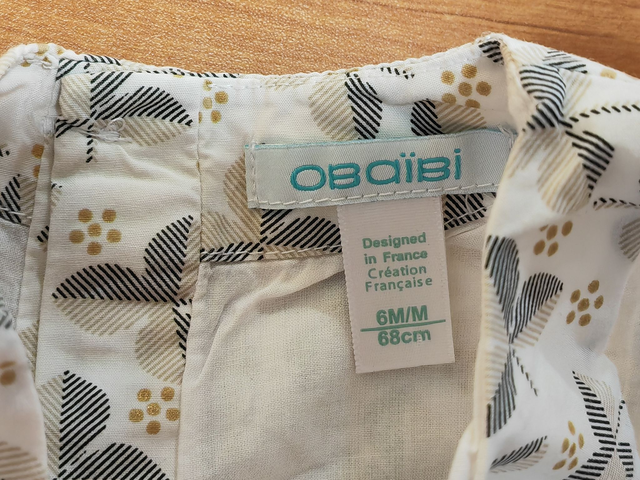 OBaïBi
Designed
in France
Création
Française
6M/M
68cm